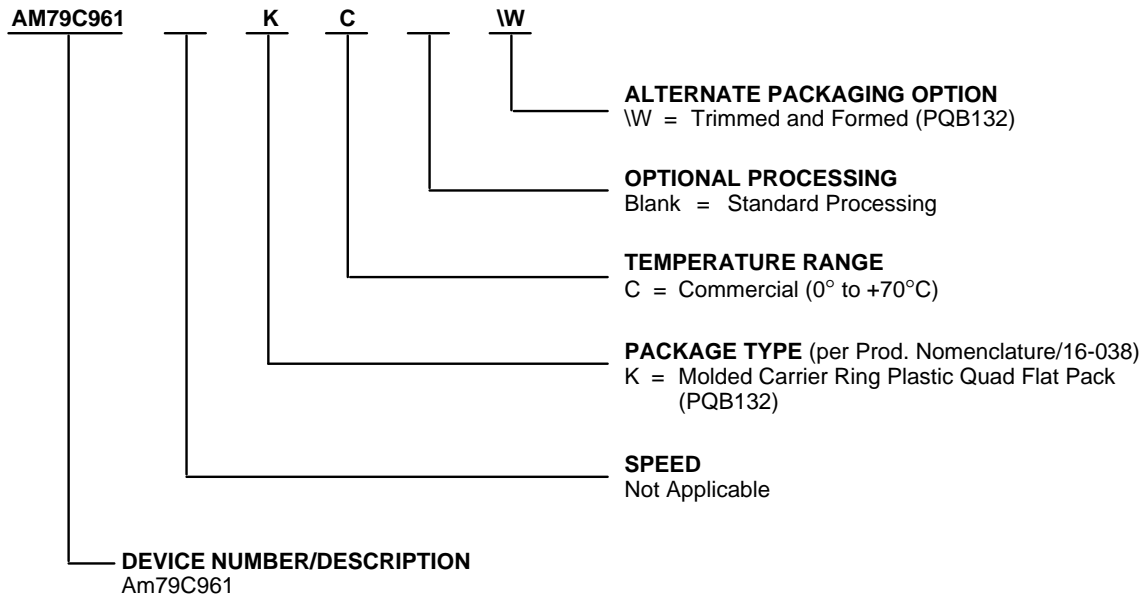 AM79C961 K C \W
ALTERNATE PACKAGING OPTION
\W = Trimmed and Formed (PQB132)
OPTIONAL PROCESSING
Blank = Standard Processing
TEMPERATURE RANGE
C = Commercial (0° to +70°C)
PACKAGE TYPE (per Prod. Nomenclature/16-038)
K = Molded Carrier Ring Plastic Quad Flat Pack
(PQB132)
SPEED
Not Applicable
DEVICE NUMBER/DESCRIPTION
Am79C961